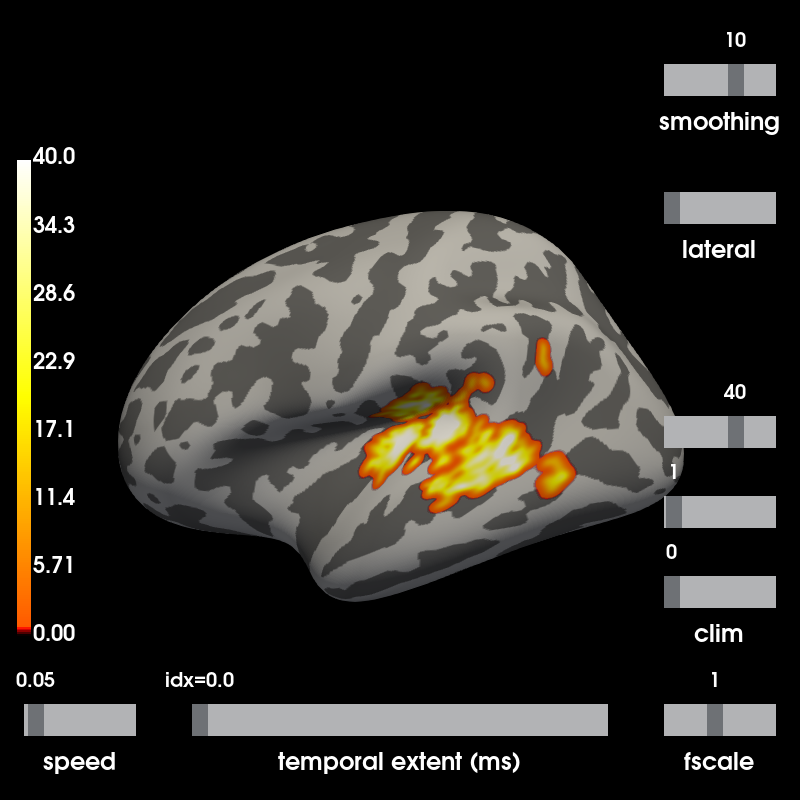 10
smoothing
40.0
34.3
28.6
22.9
17.1
11.4
5.71
0.00
lateral
40
1
0
clim
0.05
speed
idx=0.0
temporal extent (ms)
1
fscale